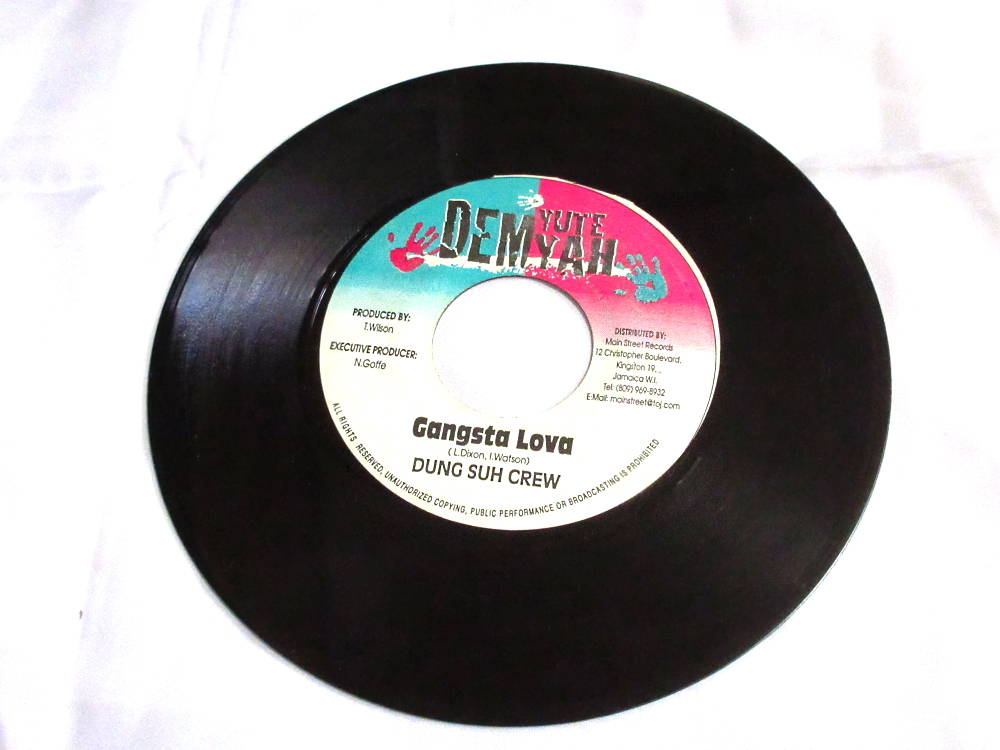 DEM YUTE YAH
PRODUCED BY:
T.Wilson
EXECUTIVE PRODUCER:
N.Goffe
DISTRIBUTED BY:
Main Street Records
12 Christopher Boulevard,
Kingston 19...
Jamaica W.I.
Tel: (809) 969-8932
E-Mail: mainstreet@toj.com
Gangsta Lova
( L.Dixon, I.Watson)
DUNG SUH CREW
ALL RIGHTS RESERVED, UNAUTHORIZED COPYING, PUBLIC PERFORMANCE OR BROADCASTING IS PROHIBITED